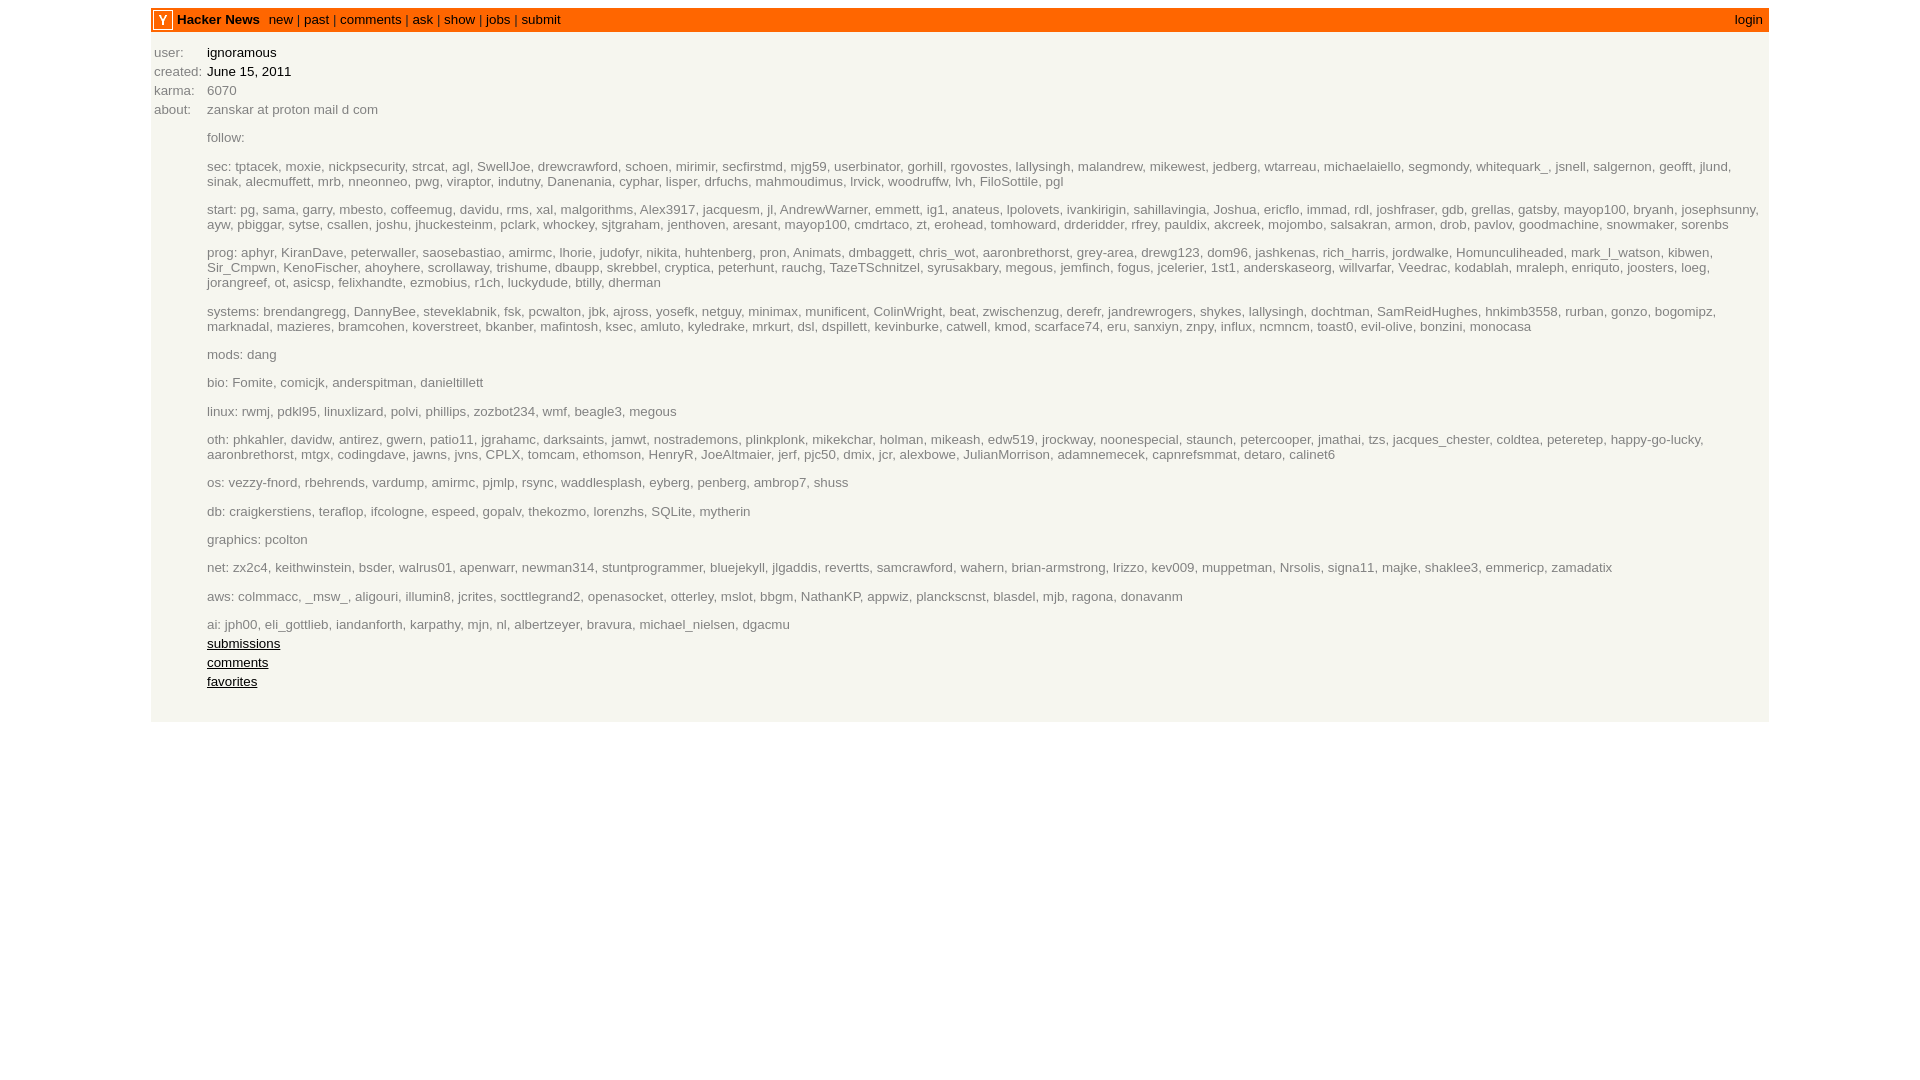 Y Hacker News new | past | comments | ask | show | jobs | submit login
user: ignoramous
created: June 15, 2011
karma: 6070
about: zanskar at proton mail d com
follow:
sec: tptacek, moxie, nickpsecurity, strcat, agl, SwellJoe, drewcrawford, schoen, mirimir, secfirstmd, mjg59, userbinator, gorhill, rgovostes, lallysingh, malandrew, mikewest, jedberg, wtarreau, michaelaiello, segmondy, whitequark_, jsnell, salgernon, geofft, jlund,
sinak, alecmuffett, mrb, nneonneo, pwg, viraptor, indutny, Danenania, cyphar, lisper, drfuchs, mahmoudimus, lrvick, woodruffw, lvh, FiloSottile, pgl
start: pg, sama, garry, mbesto, coffeemug, davidu, rms, xal, malgorithms, Alex3917, jacquesm, jl, AndrewWarner, emmett, ig1, anateus, lpolovets, ivankirigin, sahillavingia, Joshua, ericflo, immad, rdl, joshfraser, gdb, grellas, gatsby, mayop100, bryanh, josephsunny,
ayw, pbiggar, sytse, csallen, joshu, jhuckesteinm, pclark, whockey, sjtgraham, jenthoven, aresant, mayop100, cmdrtaco, zt, erohead, tomhoward, drderidder, rfrey, pauldix, akcreek, mojombo, salsakran, armon, drob, pavlov, goodmachine, snowmaker, sorenbs
prog: aphyr, KiranDave, peterwaller, saosebastiao, amirmc, lhorie, judofyr, nikita, huhtenberg, pron, Animats, dmbaggett, chris_wot, aaronbrethorst, grey-area, drewg123, dom96, jashkenas, rich_harris, jordwalke, Homunculiheaded, mark_l_watson, kibwen,
Sir_Cmpwn, KenoFischer, ahoyhere, scrollaway, trishume, dbaupp, skrebbel, cryptica, peterhunt, rauchg, TazeTSchnitzel, syrusakbary, megous, jemfinch, fogus, jcelerier, 1st1, anderskaseorg, willvarfar, Veedrac, kodablah, mraleph, enriquto, joosters, loeg,
jorangreef, ot, asicsp, felixhandte, ezmobius, r1ch, luckydude, btilly, dherman
systems: brendangregg, DannyBee, steveklabnik, fsk, pcwalton, jbk, ajross, yosefk, netguy, minimax, munificent, ColinWright, beat, zwischenzug, derefr, jandrewrogers, shykes, lallysingh, dochtman, SamReidHughes, hnkimb3558, rurban, gonzo, bogomipz,
marknadal, mazieres, bramcohen, koverstreet, bkanber, mafintosh, ksec, amluto, kyledrake, mrkurt, dsl, dspillett, kevinburke, catwell, kmod, scarface74, eru, sanxiyn, znpy, influx, ncmncm, toast0, evil-olive, bonzini, monocasa
mods: dang
bio: Fomite, comicjk, anderspitman, danieltillett
linux: rwmj, pdkl95, linuxlizard, polvi, phillips, zozbot234, wmf, beagle3, megous
oth: phkahler, davidw, antirez, gwern, patio11, jgrahamc, darksaints, jamwt, nostrademons, plinkplonk, mikekchar, holman, mikeash, edw519, jrockway, noonespecial, staunch, petercooper, jmathai, tzs, jacques_chester, coldtea, peteretep, happy-go-lucky,
aaronbrethorst, mtgx, codingdave, jawns, jvns, CPLX, tomcam, ethomson, HenryR, JoeAltmaier, jerf, pjc50, dmix, jcr, alexbowe, JulianMorrison, adamnemecek, capnrefsmmat, detaro, calinet6
os: vezzy-fnord, rbehrends, vardump, amirmc, pjmlp, rsync, waddlesplash, eyberg, penberg, ambrop7, shuss
db: craigkerstiens, teraflop, ifcologne, espeed, gopalv, thekozmo, lorenzhs, SQLite, mytherin
graphics: pcolton
net: zx2c4, keithwinstein, bsder, walrus01, apenwarr, newman314, stuntprogrammer, bluejekyll, jlgaddis, revertts, samcrawford, wahern, brian-armstrong, lrizzo, kev009, muppetman, Nrsolis, signa11, majke, shaklee3, emmericp, zamadatix
aws: colmmacc, _msw_, aligouri, illumin8, jcrites, socttlegrand2, openasocket, otterley, mslot, bbgm, NathanKP, appwiz, planckscnst, blasdel, mjb, ragona, donavanm
ai: jph00, eli_gottlieb, iandanforth, karpathy, mjn, nl, albertzeyer, bravura, michael_nielsen, dgacmu
submissions
comments
favorites